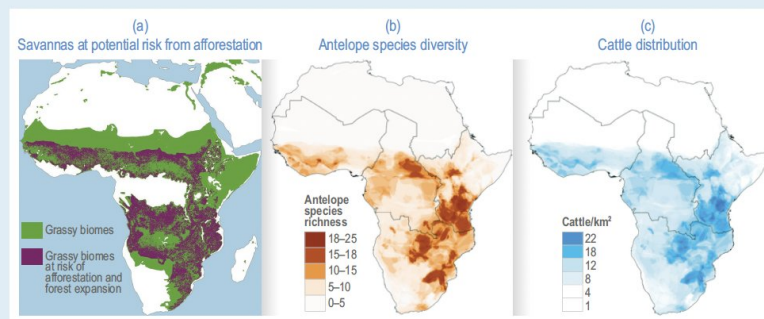 (a)
Savannas at potential risk from afforestation
Grassy biomes
Grassy biomes
at risk of
afforestation and
forest expansion
(b)
Antelope species diversity
Antelope
species
richness
18–25
15–18
10–15
5–10
0–5
(c)
Cattle distribution
Cattle/km²
22
18
12
8
4
1